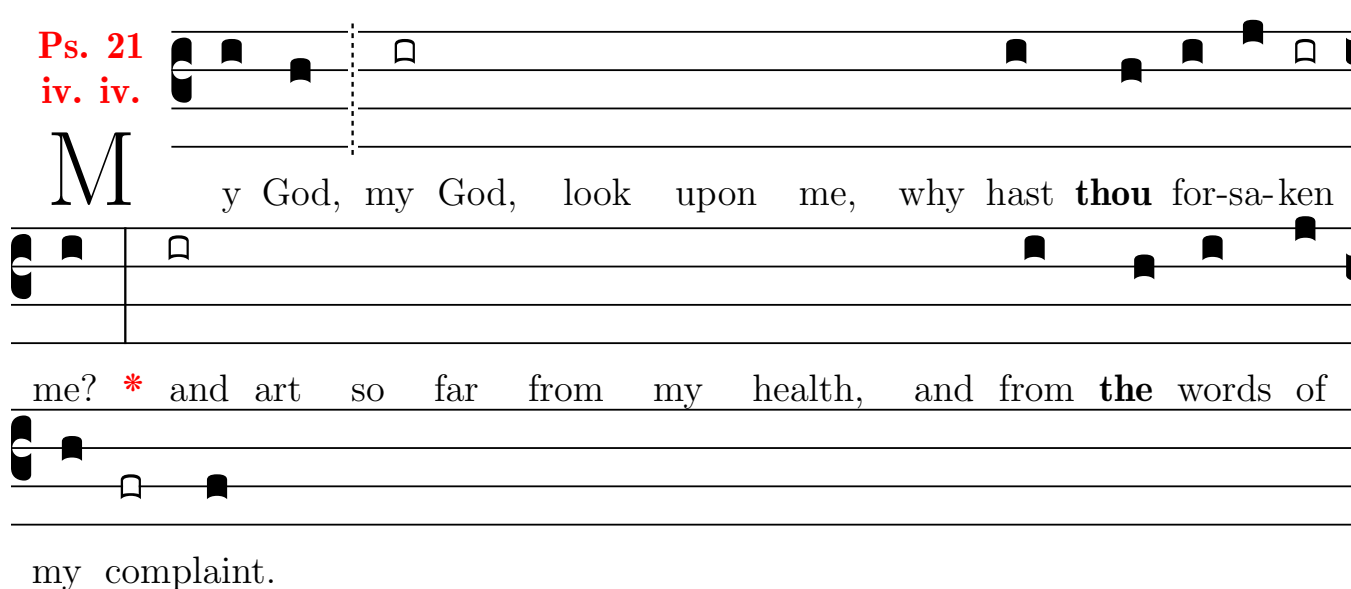 Ps. 21
iv. iv.
My God, my God, look upon me, why hast thou for-sa-ken
me? * and art so far from my health, and from the words of
my complaint.